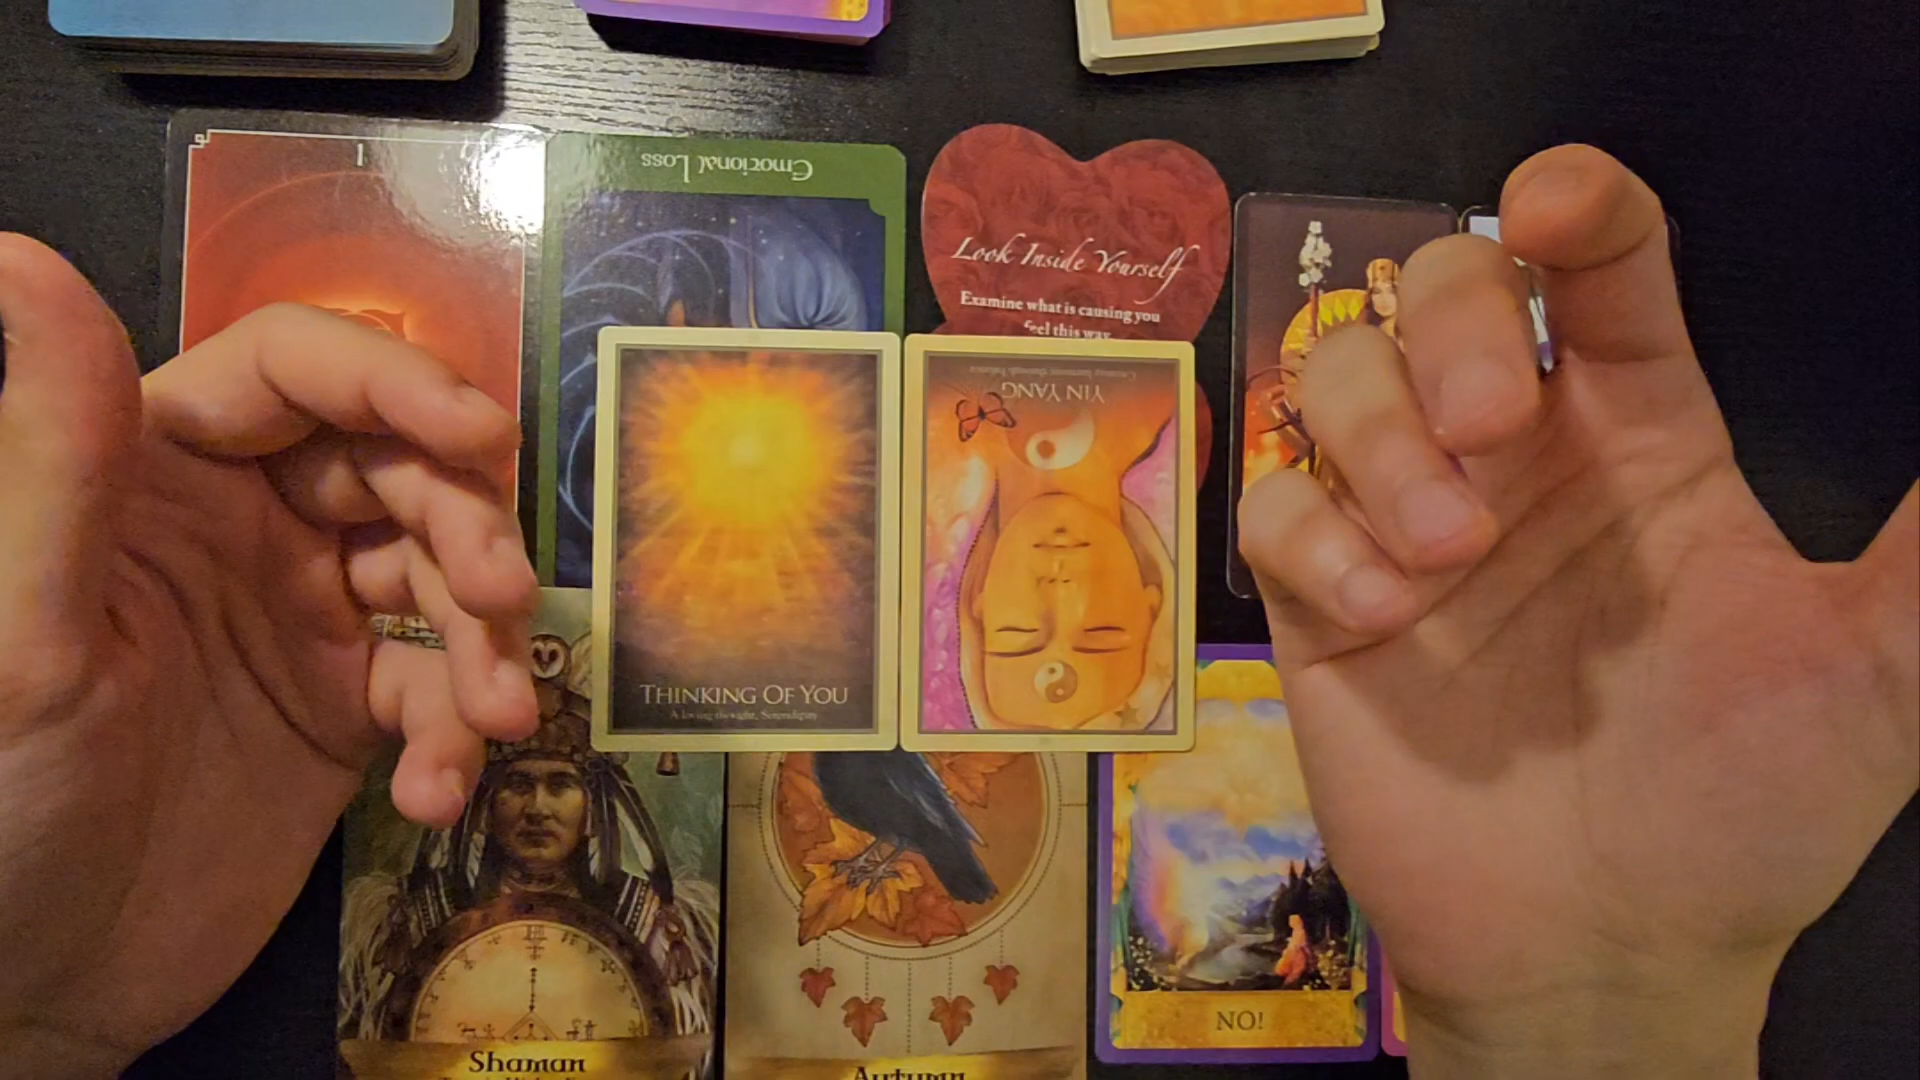 I
Emotional Loss
Look Inside Yourself
Examine what is causing you
feel this way
YIN YANG
THINKING OF YOU
A loving thought, Serendipity
NO!
Shaman
Autumn